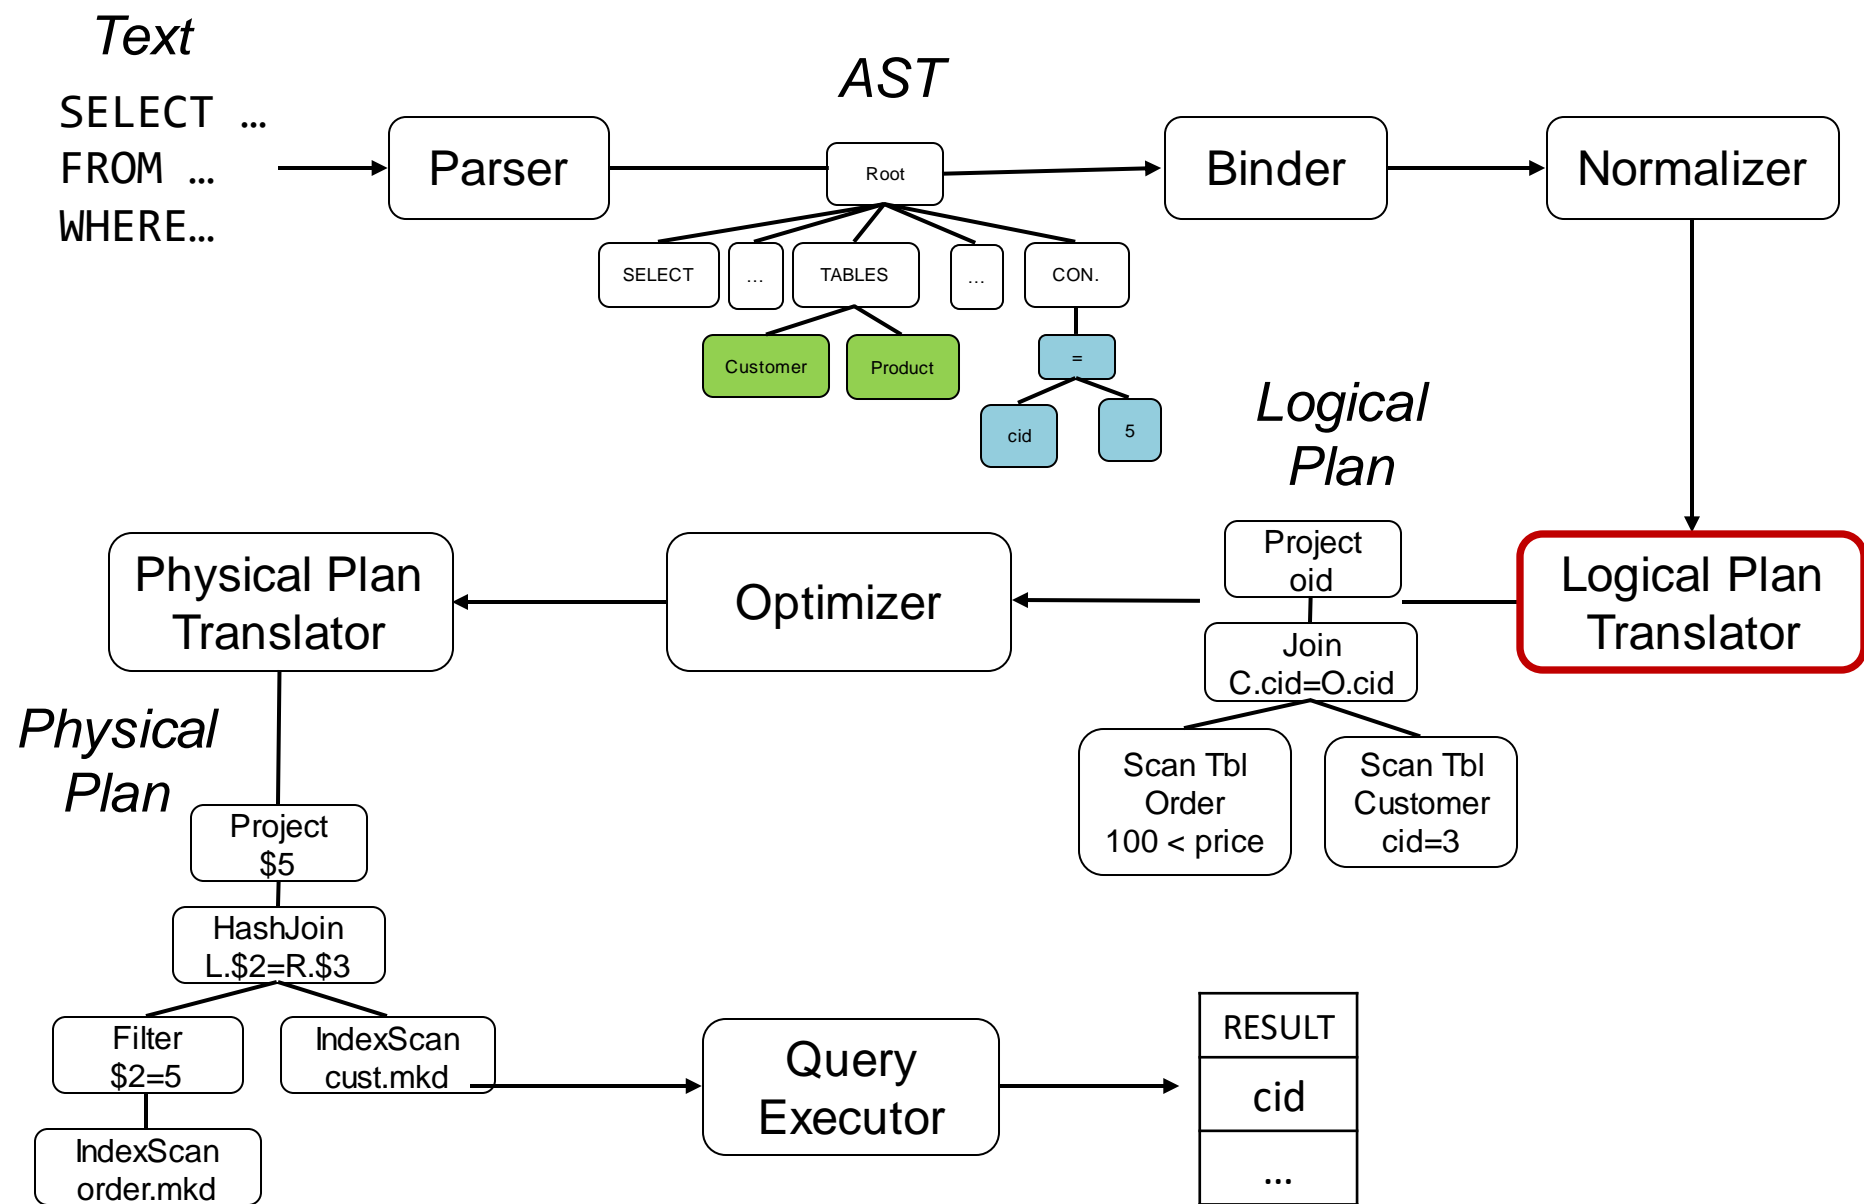 Text
SELECT …
FROM …
WHERE…
Parser
AST
Root
SELECT
…
TABLES
…
CON.
Customer
Product
=
cid
5
Binder
Normalizer
Logical
Plan
Logical Plan
Translator
Project
oid
Join
C.cid=O.cid
Scan Tbl
Order
100 < price
Scan Tbl
Customer
cid=3
Optimizer
Physical Plan
Translator
Physical
Plan
Project
$5
HashJoin
L.$2=R.$3
Filter
$2=5
IndexScan
order.mkd
IndexScan
cust.mkd
Query
Executor
RESULT
cid
…